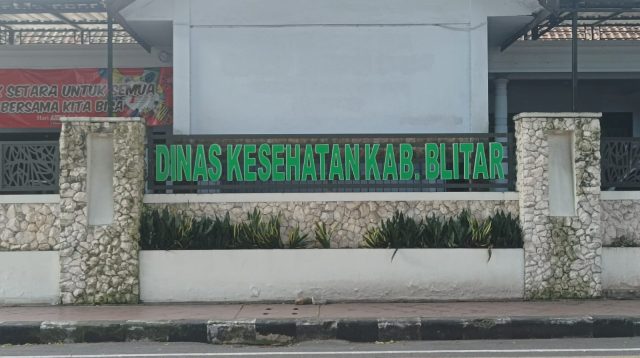 SETARA UNTUK SEMUA
BERSAMA KITA BISA
DINAS KESEHATAN KAB. BLITAR